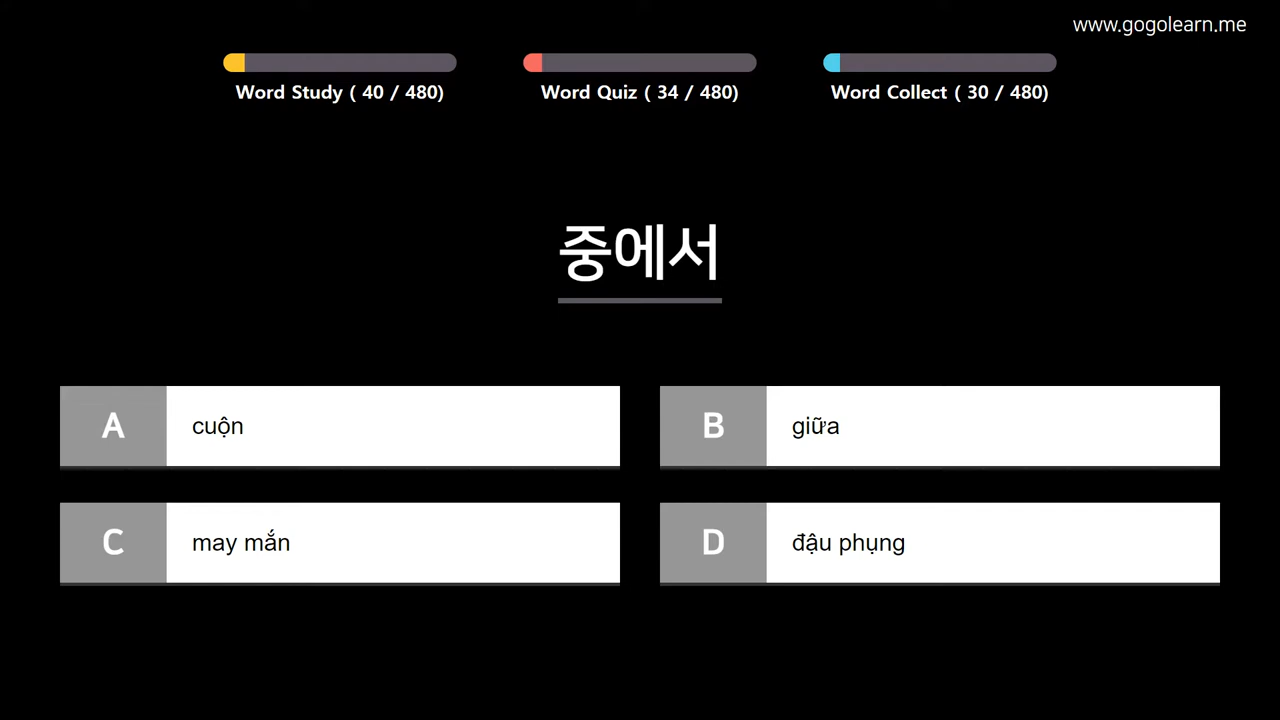 www.gogolearn.me
Word Study ( 40 / 480)
Word Quiz ( 34 / 480)
Word Collect ( 30 / 480)
중에서
A cuộn
B giữa
C may mắn
D đậu phụng